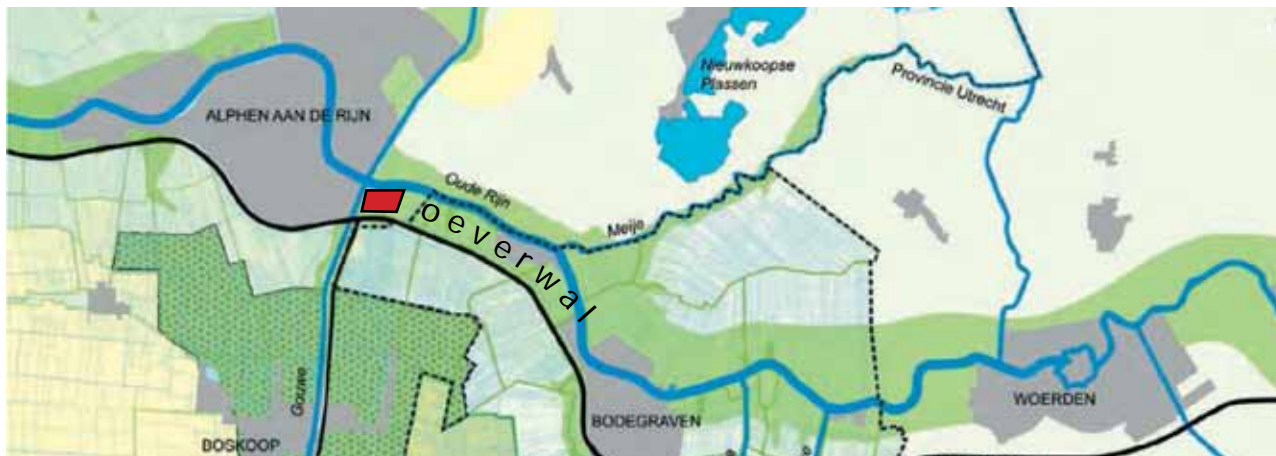 Nieuwkoopse
Plassen
Provincie Utrecht
ALPHEN AAN DE RIJN
Oude Rijn
oeverwal
Meije
Gouwe
WOERDEN
BODEGRAVEN
BOSKOOP